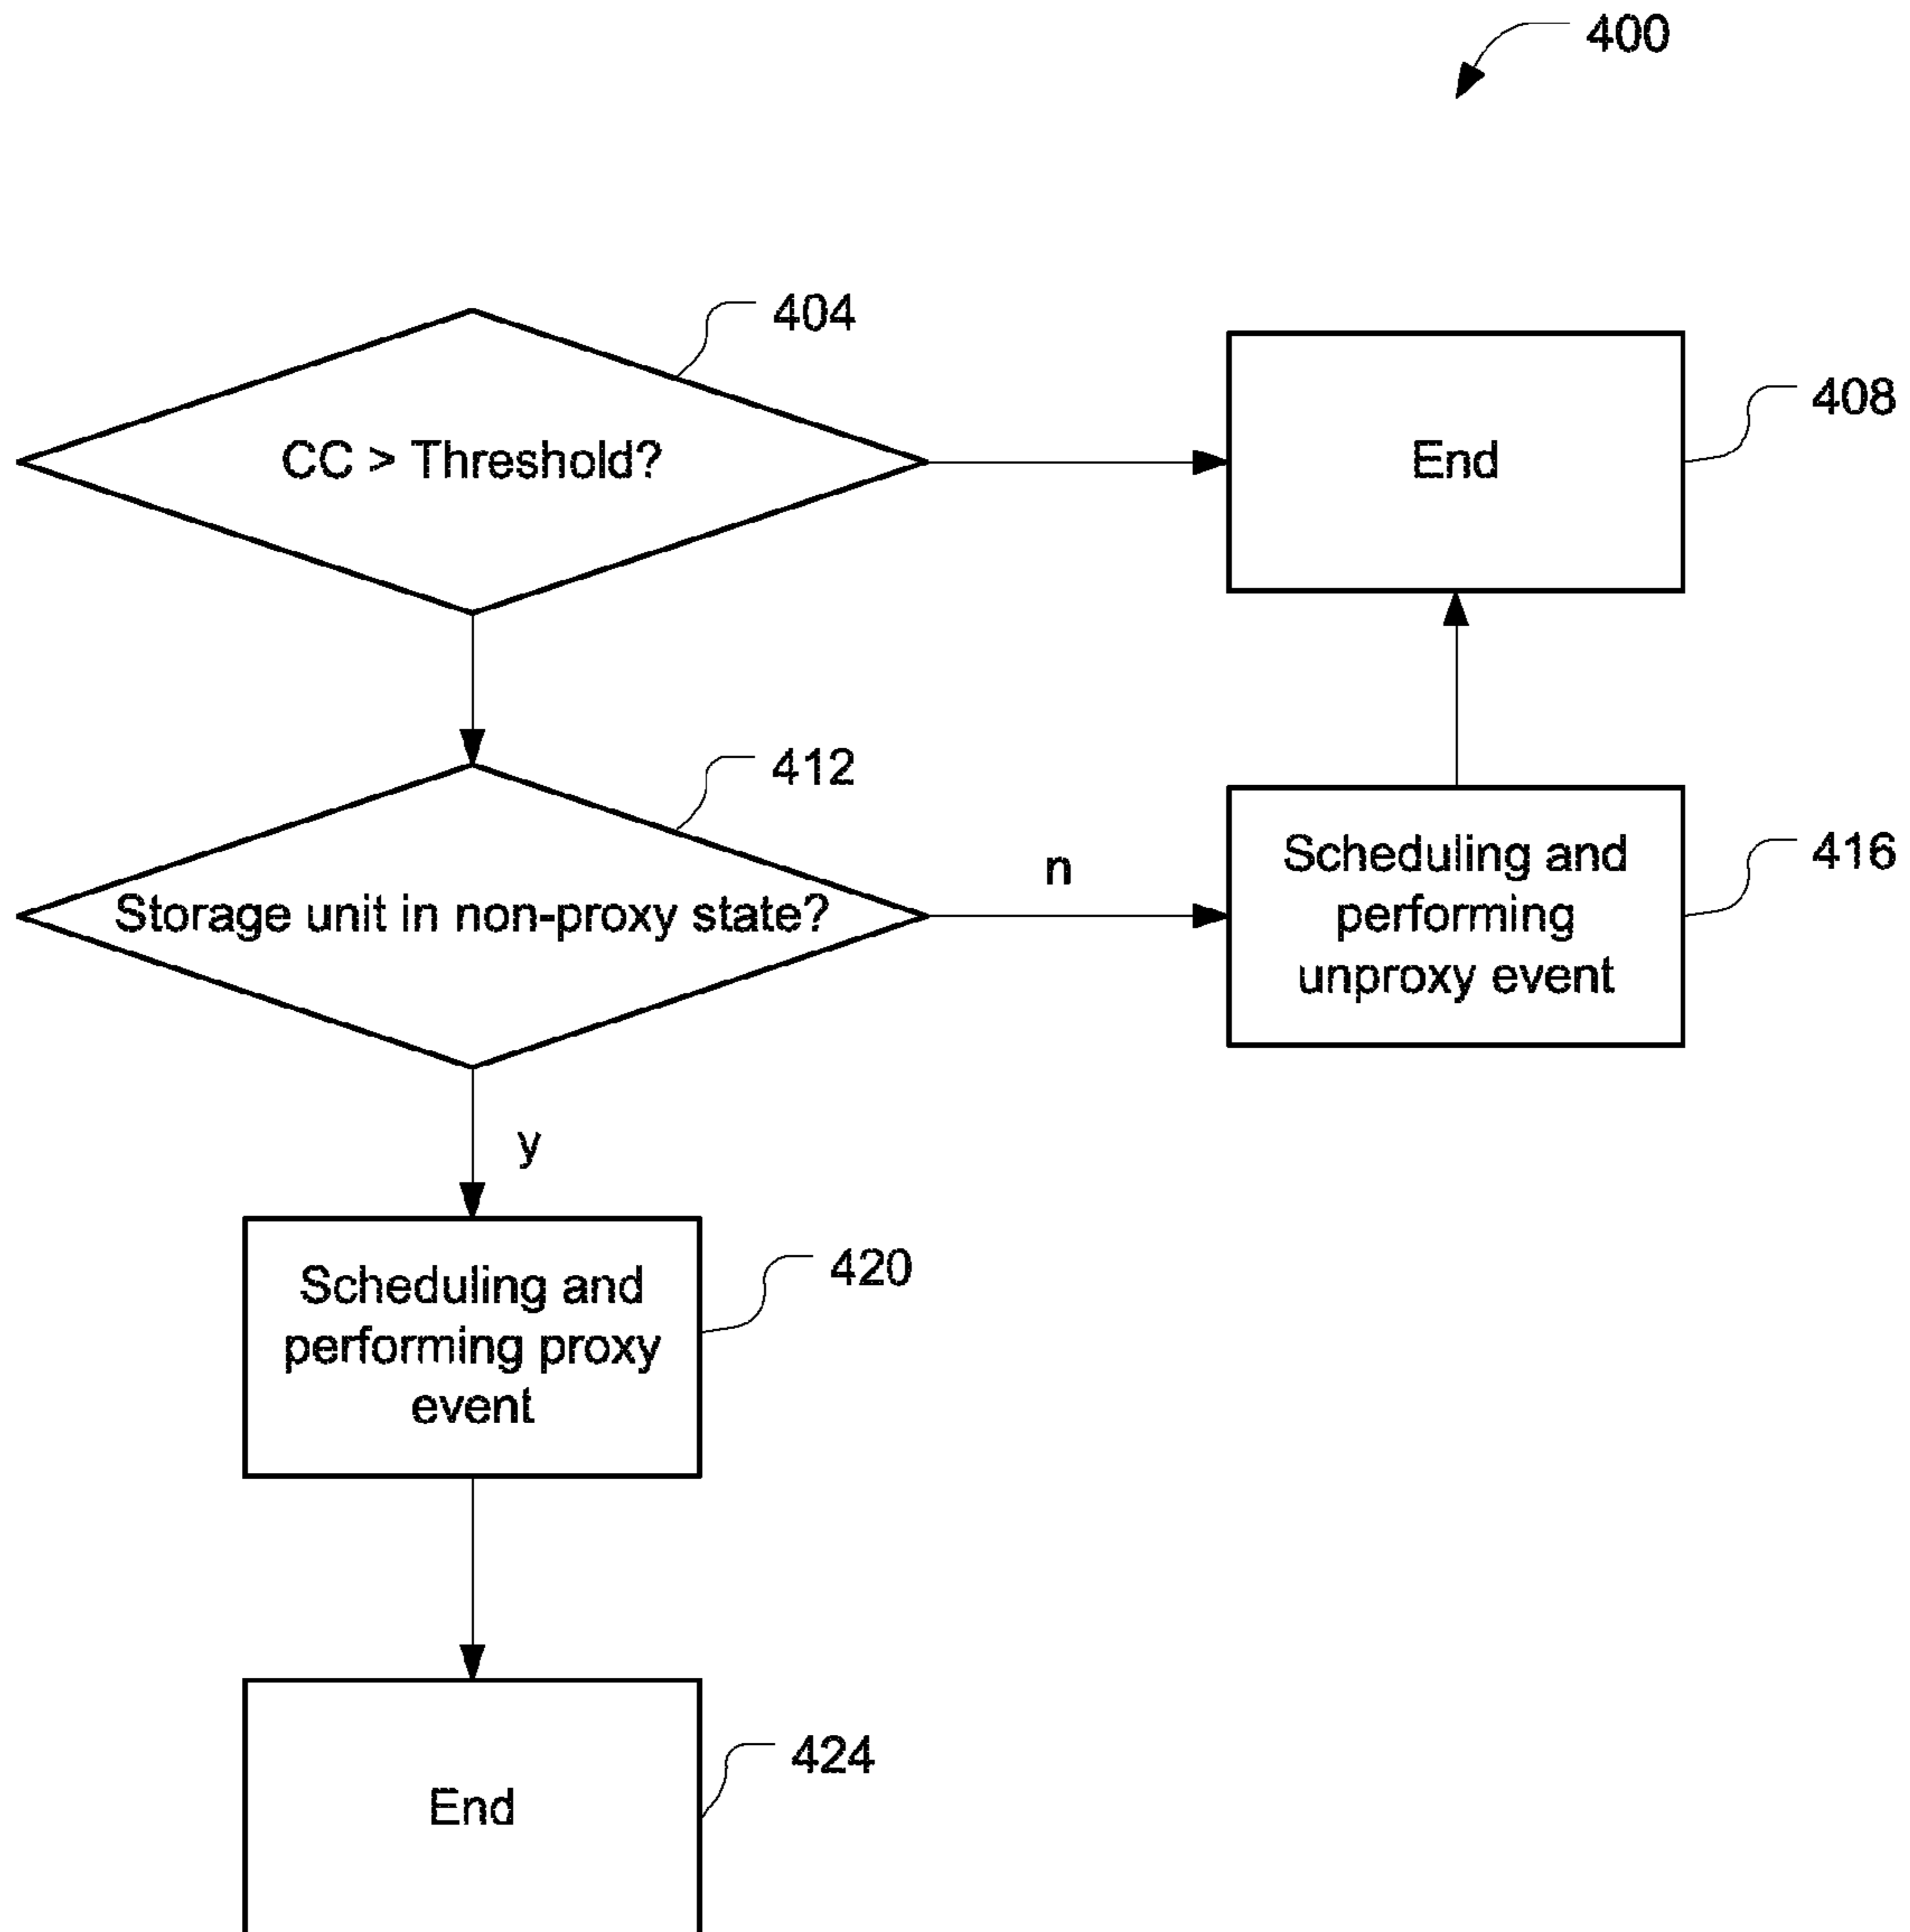 400
404
CC > Threshold?
End
408
412
Storage unit in non-proxy state?
n
Scheduling and
performing
unproxy event
416
y
Scheduling and
performing proxy
event
420
End
424